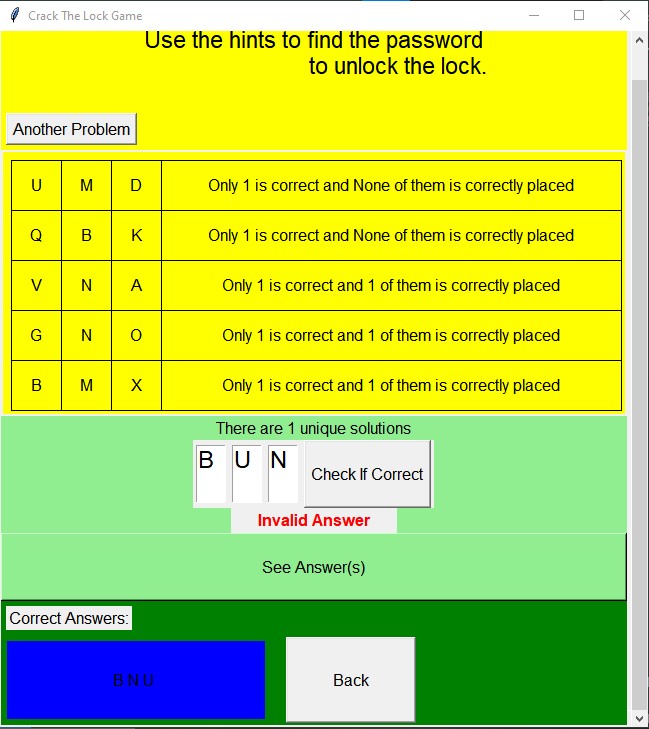 Crack The Lock Game
Use the hints to find the password
to unlock the lock.
Another Problem
U M D Only 1 is correct and None of them is correctly placed
Q B K Only 1 is correct and None of them is correctly placed
V N A Only 1 is correct and 1 of them is correctly placed
G N O Only 1 is correct and 1 of them is correctly placed
B M X Only 1 is correct and 1 of them is correctly placed
There are 1 unique solutions
B U N Check If Correct
Invalid Answer
See Answer(s)
Correct Answers:
B N U Back